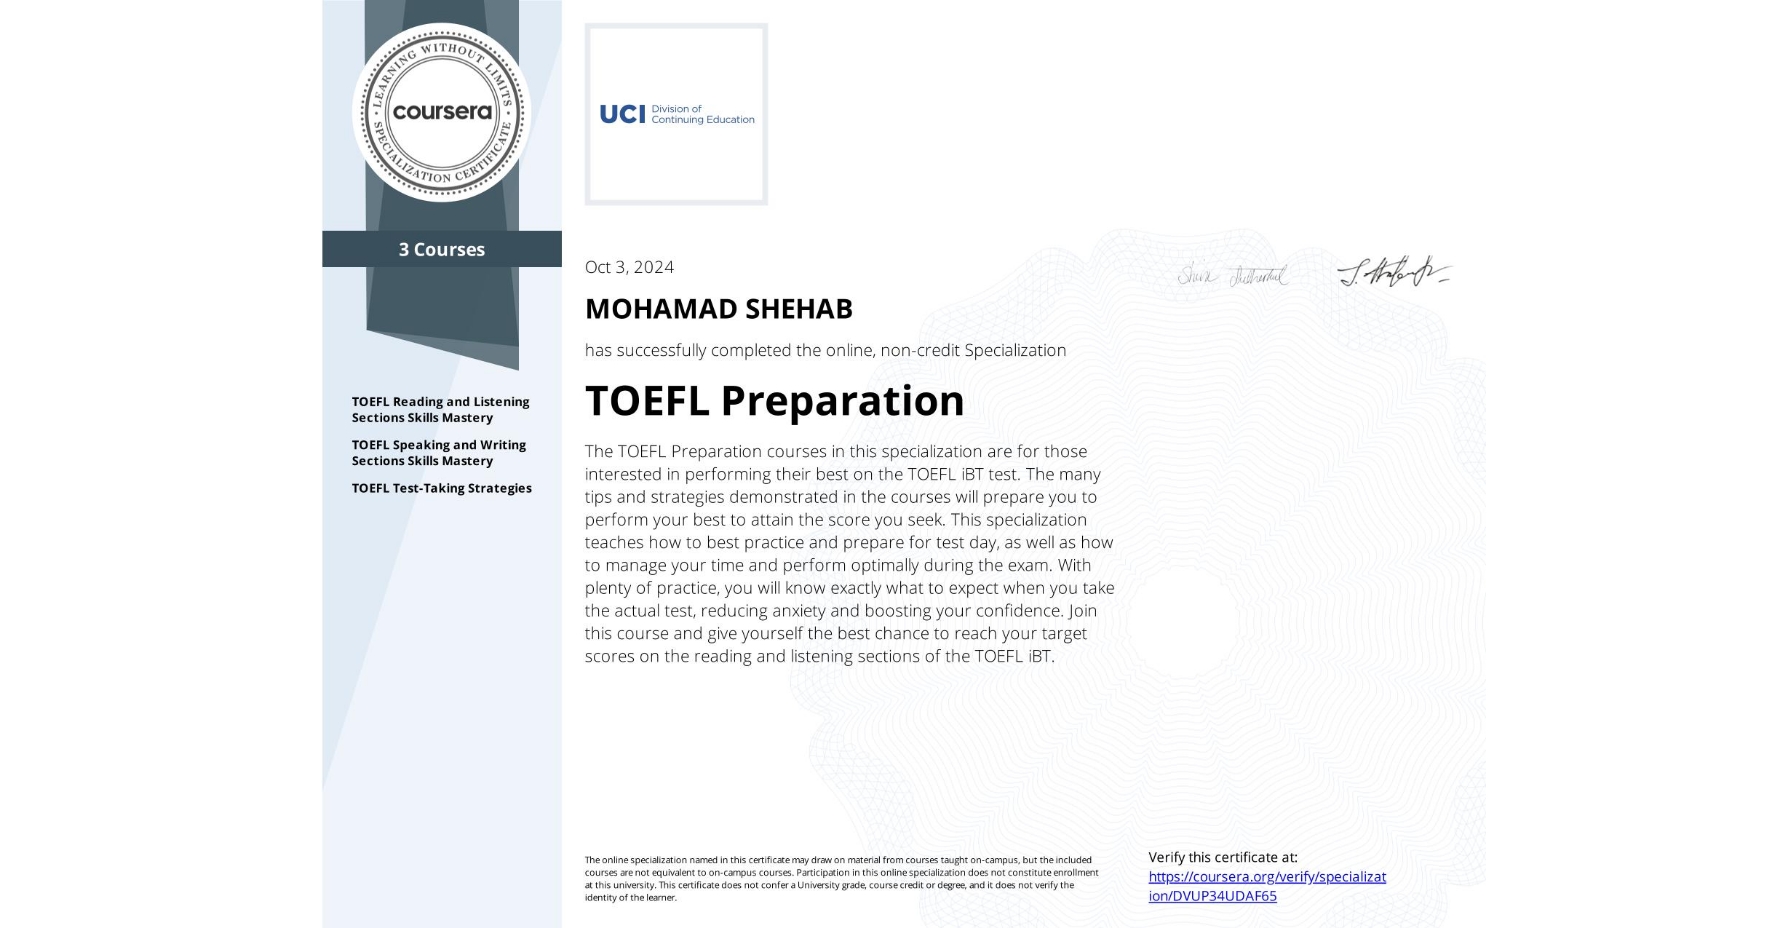 LEARNING WITHOUT LIMITS
coursera
SPECIALIZATION CERTIFICATE
3 Courses
TOEFL Reading and Listening
Sections Skills Mastery
TOEFL Speaking and Writing
Sections Skills Mastery
TOEFL Test-Taking Strategies
UCI Division of
Continuing Education
Oct 3, 2024
MOHAMAD SHEHAB
has successfully completed the online, non-credit Specialization
TOEFL Preparation
The TOEFL Preparation courses in this specialization are for those
interested in performing their best on the TOEFL iBT test. The many
tips and strategies demonstrated in the courses will prepare you to
perform your best to attain the score you seek. This specialization
teaches how to best practice and prepare for test day, as well as how
to manage your time and perform optimally during the exam. With
plenty of practice, you will know exactly what to expect when you take
the actual test, reducing anxiety and boosting your confidence. Join
this course and give yourself the best chance to reach your target
scores on the reading and listening sections of the TOEFL iBT.
The online specialization named in this certificate may draw on material from courses taught on-campus, but the included
courses are not equivalent to on-campus courses. Participation in this online specialization does not constitute enrollment
at this university. This certificate does not confer a University grade, course credit or degree, and it does not verify the
identity of the learner.
Verify this certificate at:
https://coursera.org/verify/specializat
ion/DVUP34UDAF65